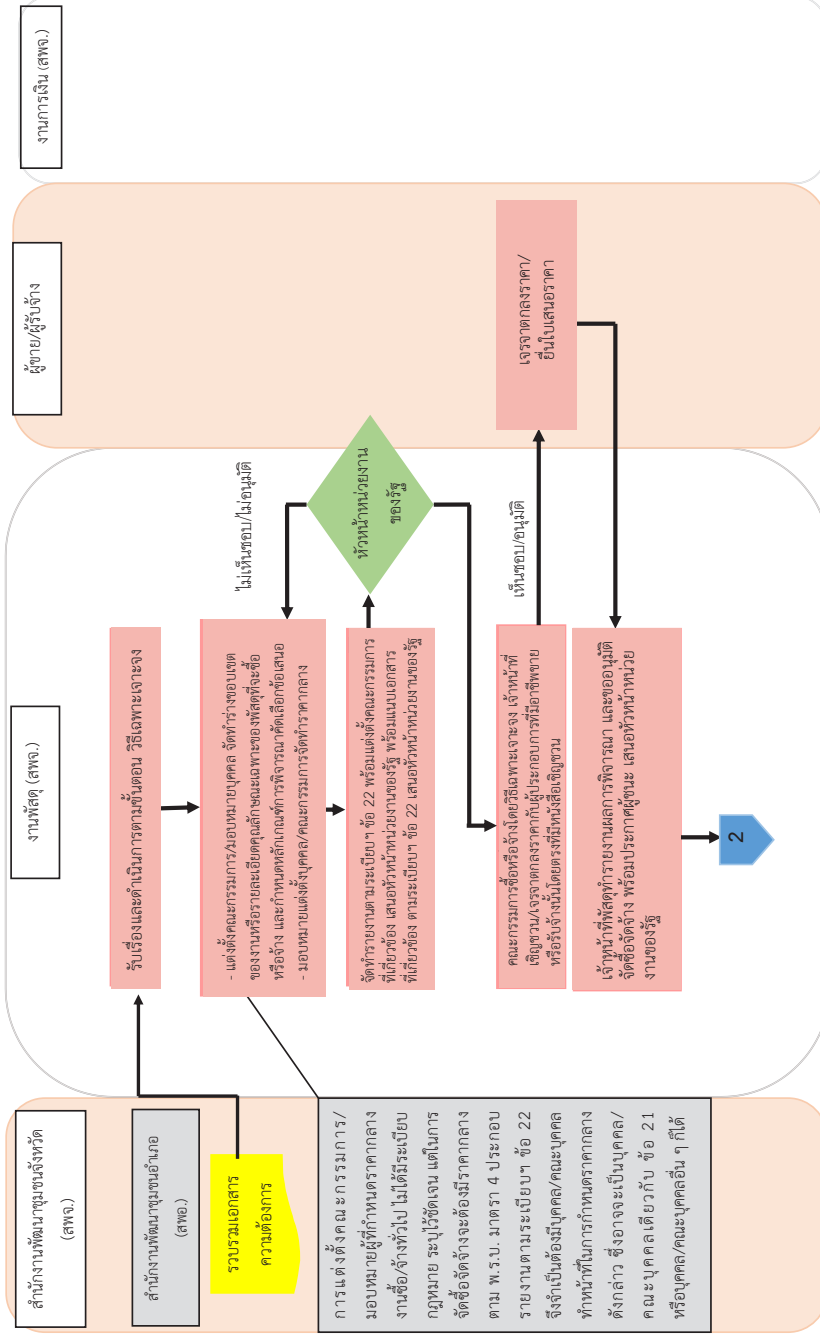 สำนักงานพัฒนาชุมชนจังหวัด
(สพจ.)
งานพัสดุ (สพจ.)
ผู้ขาย/ผู้รับจ้าง
งานการเงิน (สพจ.)
สำนักงานพัฒนาชุมชนอำเภอ
(สพอ.)
รวบรวมเอกสาร
ความต้องการ
รับเรื่องและดำเนินการตามขั้นตอน วิธีเฉพาะเจาะจง
- แต่งตั้งคณะกรรมการ/มอบหมายบุคคล จัดทำร่างขอบเขต
ของงานหรือรายละเอียดคุณลักษณะเฉพาะของพัสดุที่จะซื้อ
หรือจ้าง และกำหนดหลักเกณฑ์การพิจารณาคัดเลือกข้อเสนอ
- มอบหมายแต่งตั้งบุคคล/คณะกรรมการจัดทำราคากลาง
ไม่เห็นชอบ/ไม่อนุมัติ
จัดทำรายงานตามระเบียบฯ ข้อ 22 พร้อมแต่งตั้งคณะกรรมการ
ที่เกี่ยวข้อง เสนอหัวหน้าหน่วยงานของรัฐ พร้อมแนบเอกสาร
ที่เกี่ยวข้อง ตามระเบียบฯ ข้อ 22 เสนอหัวหน้าหน่วยงานของรัฐ
หัวหน้าหน่วยงาน
ของรัฐ
การแต่งตั้งคณะกรรมการ/
มอบหมายผู้ที่กำหนดราคากลาง
งานซื้อ/จ้างทั่วไป ไม่ได้มีระเบียบ
กฎหมาย ระบุไว้ชัดเจน แต่ในการ
จัดซื้อจัดจ้างจะต้องมีราคากลาง
ตาม พ.ร.บ. มาตรา 4 ประกอบ
รายงานตามระเบียบฯ ข้อ 22
จึงจำเป็นต้องมีบุคคล/คณะบุคคล
ทำหน้าที่ในการกำหนดราคากลาง
ดังกล่าว ซึ่งอาจจะเป็นบุคคล/
คณะบุคคลเดียวกับ ข้อ 21
หรือบุคคล/คณะบุคคลอื่น ๆ ก็ได้
คณะกรรมการซื้อหรือจ้างโดยวิธีเฉพาะเจาะจง เจ้าหน้าที่
เชิญชวน/เจรจาตกลงราคากับผู้ประกอบการที่มีอาชีพขาย
หรือรับจ้างนั้นโดยตรงที่มีหนังสือเชิญชวน
เห็นชอบ/อนุมัติ
เจรจาตกลงราคา/
ยื่นใบเสนอราคา
เจ้าหน้าที่พัสดุทำรายงานผลการพิจารณา และขออนุมัติ
จัดซื้อจัดจ้าง พร้อมประกาศผู้ชนะ เสนอหัวหน้าหน่วย
งานของรัฐ
2